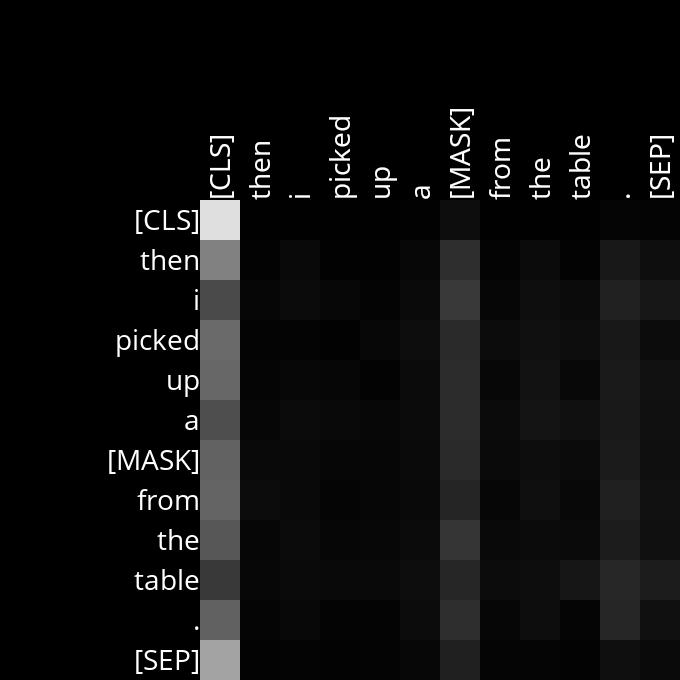 [CLS] then i picked up a [MASK] from the table . [SEP]
[CLS]
then
i
picked
up
a
[MASK]
from
the
table
.
[SEP]